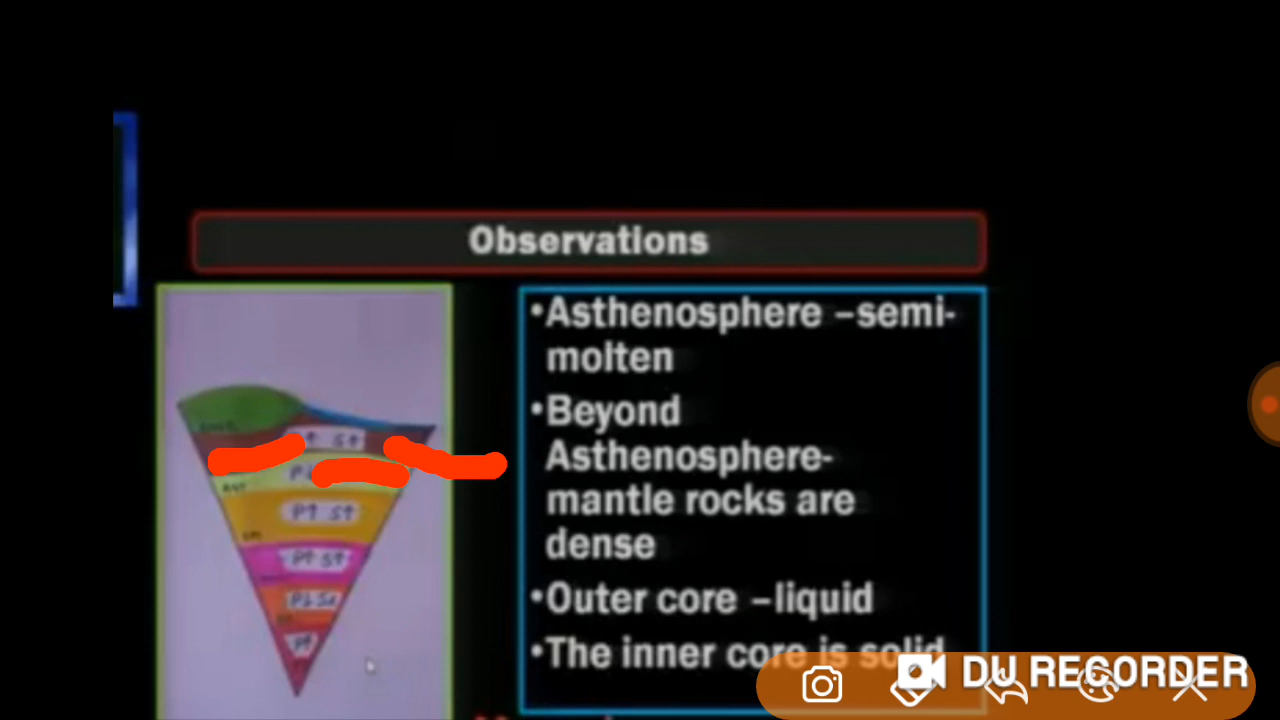 Observations
•Asthenosphere –semi-
molten
•Beyond
Asthenosphere-
mantle rocks are
dense
•Outer core –liquid
•The inner core is solid
P↑ S↑
P↑ S↑
DU RECORDER